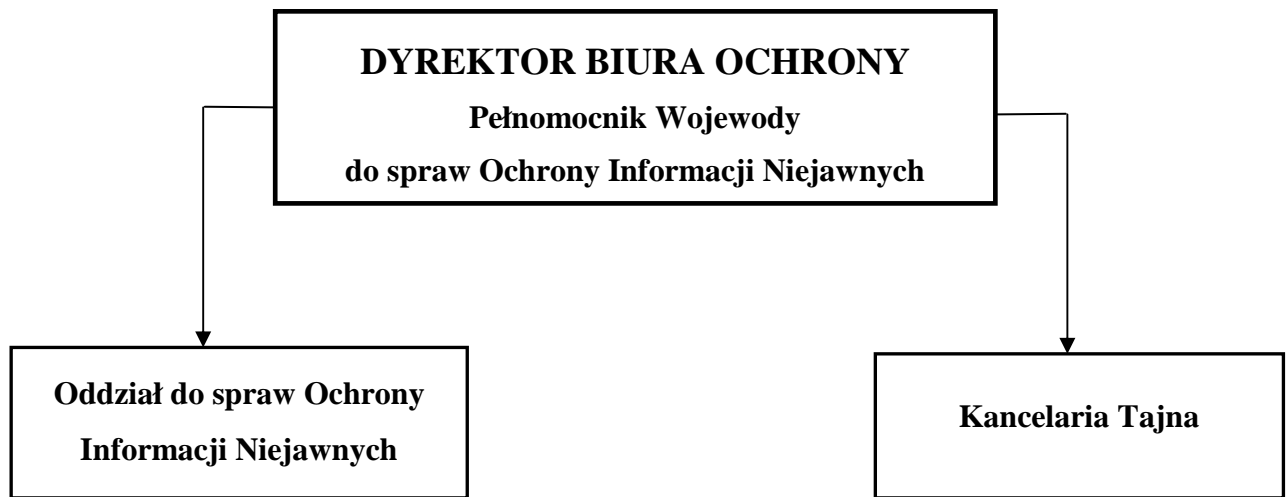 DYREKTOR BIURA OCHRONY
Pełnomocnik Wojewody
do spraw Ochrony Informacji Niejawnych
Oddział do spraw Ochrony
Informacji Niejawnych
Kancelaria Tajna